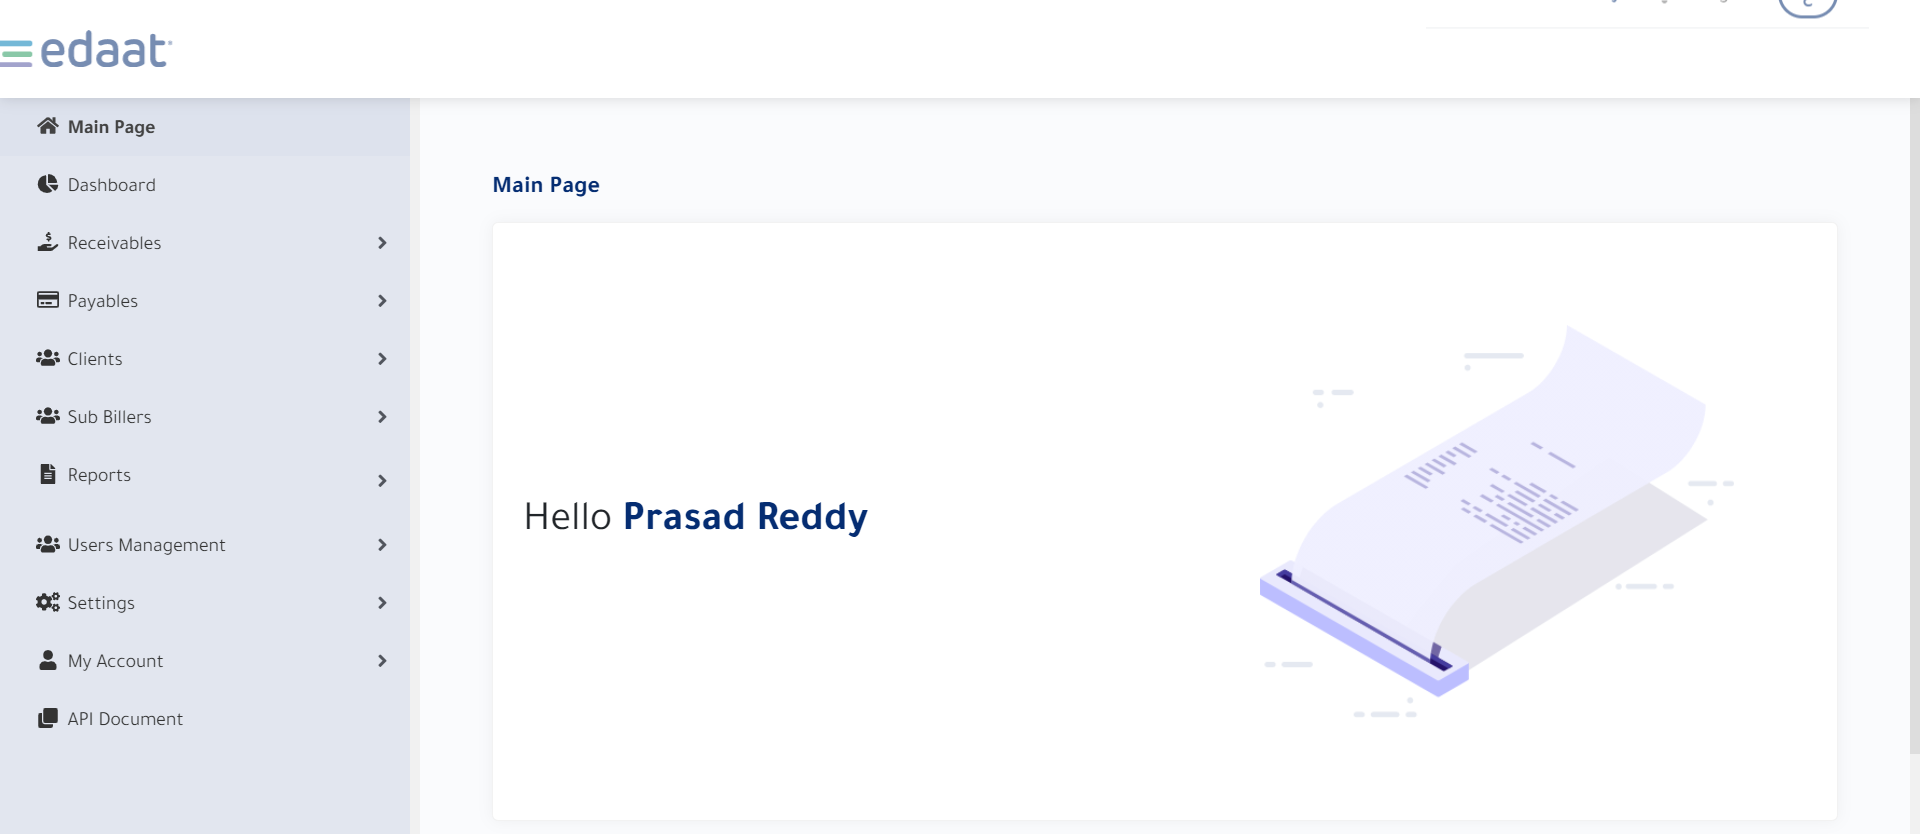 edaat
Main Page
Dashboard
Receivables
Payables
Clients
Sub Billers
Reports
Users Management
Settings
My Account
API Document
Main Page
Hello Prasad Reddy